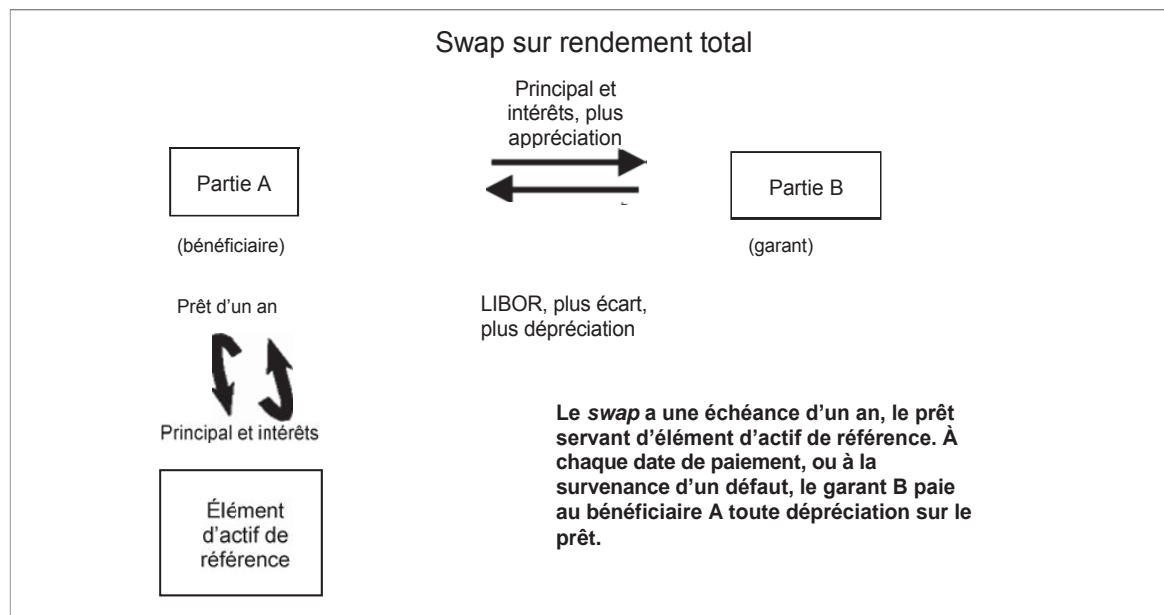 Swap sur rendement total
Principal et
intérêts, plus
appréciation
Partie A
Partie B
(bénéficiaire)
(garant)
Prêt d'un an
LIBOR, plus écart,
plus dépréciation
Principal et intérêts
Le swap a une échéance d'un an, le prêt
servant d'élément d'actif de référence. À
chaque date de paiement, ou à la
survenance d'un défaut, le garant B paie
au bénéficiaire A toute dépréciation sur le
prêt.
Élément
d'actif de
référence